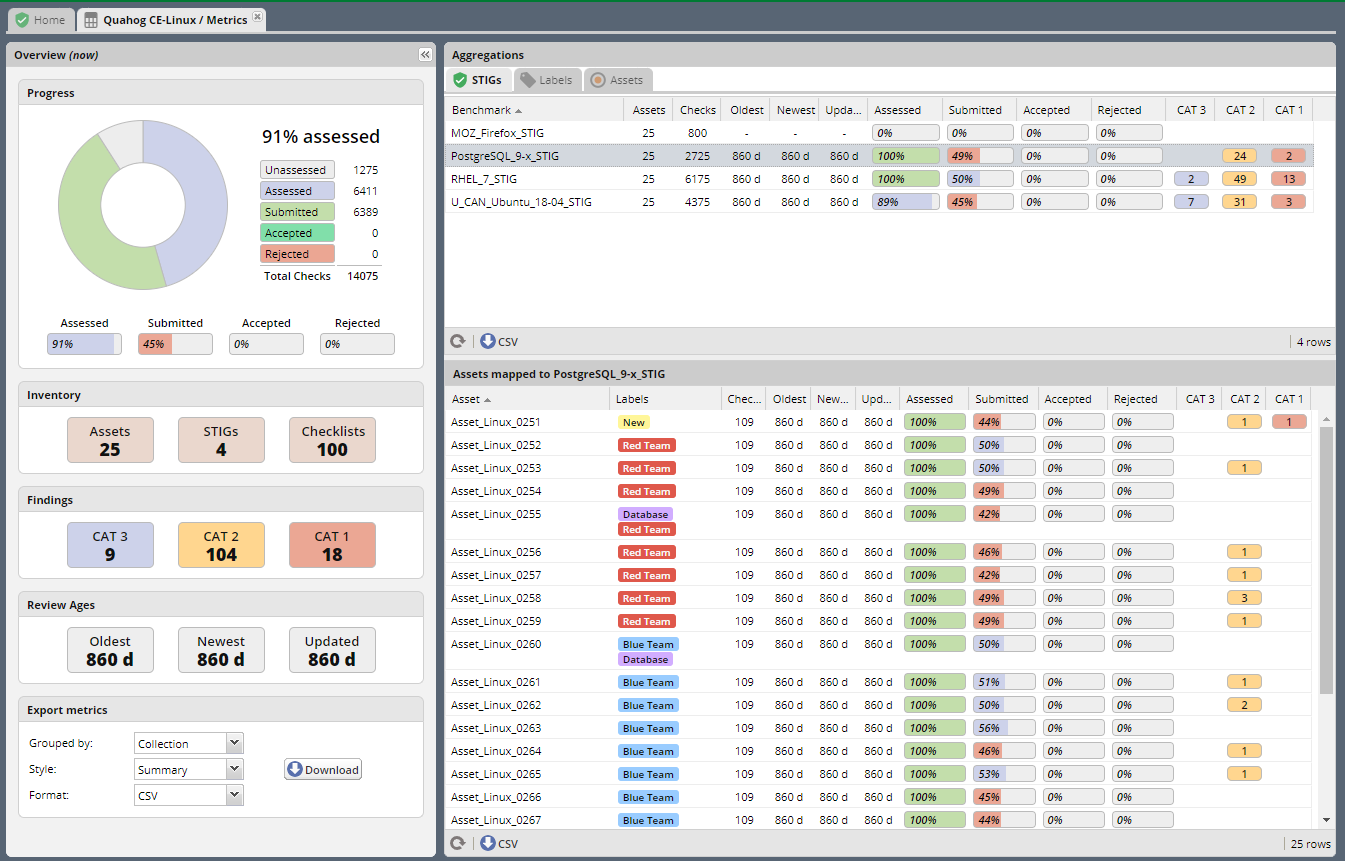 Home
Quahog CE-Linux / Metrics
Overview (now)
Progress
91% assessed
Unassessed 1275
Assessed 6411
Submitted 6389
Accepted 0
Rejected 0
Total Checks 14075
Assessed Submitted Accepted Rejected
91% 45% 0% 0%
Inventory
Assets STIGs Checklists
25 4 100
Findings
CAT 3 CAT 2 CAT 1
9 104 18
Review Ages
Oldest Newest Updated
860 d 860 d 860 d
Export metrics
Grouped by: Collection
Style: Summary
Download
Format: CSV
Aggregations
STIGs Labels Assets
Benchmark Assets Checks Oldest Newest Upda... Assessed Submitted Accepted Rejected CAT 3 CAT 2 CAT 1
MOZ_Firefox_STIG 25 800 - - - 0% 0% 0% 0%
PostgreSQL_9-x_STIG 25 2725 860 d 860 d 860 d 100% 49% 0% 0% 24 2
RHEL_7_STIG 25 6175 860 d 860 d 860 d 100% 50% 0% 0% 2 49 13
U_CAN_Ubuntu_18-04_STIG 25 4375 860 d 860 d 860 d 89% 45% 0% 0% 7 31 3
CSV 4 rows
Assets mapped to PostgreSQL_9-x_STIG
Asset Labels Chec... Oldest New... Upd... Assessed Submitted Accepted Rejected CAT 3 CAT 2 CAT 1
Asset_Linux_0251 New 109 860 d 860 d 860 d 100% 44% 0% 0% 1 1
Asset_Linux_0252 Red Team 109 860 d 860 d 860 d 100% 50% 0% 0%
Asset_Linux_0253 Red Team 109 860 d 860 d 860 d 100% 50% 0% 0% 1
Asset_Linux_0254 Red Team 109 860 d 860 d 860 d 100% 49% 0% 0%
Asset_Linux_0255 Database 109 860 d 860 d 860 d 100% 42% 0% 0%
Red Team
Asset_Linux_0256 Red Team 109 860 d 860 d 860 d 100% 46% 0% 0% 1
Asset_Linux_0257 Red Team 109 860 d 860 d 860 d 100% 42% 0% 0% 1
Asset_Linux_0258 Red Team 109 860 d 860 d 860 d 100% 49% 0% 0% 3
Asset_Linux_0259 Red Team 109 860 d 860 d 860 d 100% 49% 0% 0% 1
Asset_Linux_0260 Blue Team 109 860 d 860 d 860 d 100% 50% 0% 0%
Database
Asset_Linux_0261 Blue Team 109 860 d 860 d 860 d 100% 51% 0% 0% 1
Asset_Linux_0262 Blue Team 109 860 d 860 d 860 d 100% 50% 0% 0% 2
Asset_Linux_0263 Blue Team 109 860 d 860 d 860 d 100% 56% 0% 0%
Asset_Linux_0264 Blue Team 109 860 d 860 d 860 d 100% 46% 0% 0% 1
Asset_Linux_0265 Blue Team 109 860 d 860 d 860 d 100% 53% 0% 0% 1
Asset_Linux_0266 Blue Team 109 860 d 860 d 860 d 100% 45% 0% 0%
Asset_Linux_0267 Blue Team 109 860 d 860 d 860 d 100% 44% 0% 0%
CSV 25 rows